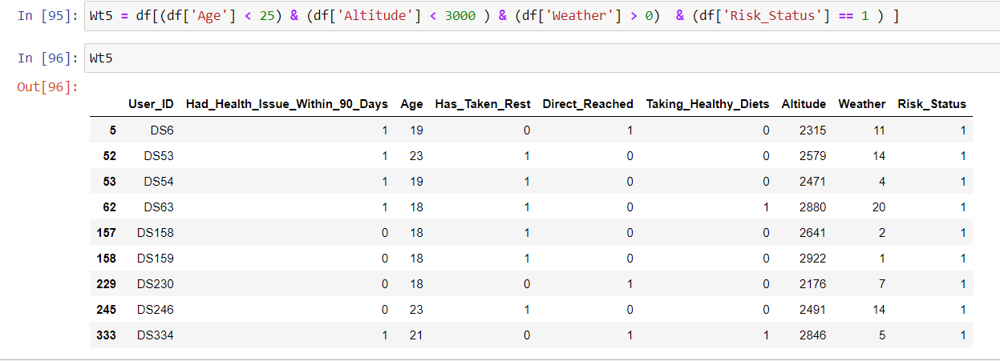 In [95]: Wt5 = df[(df['Age'] < 25) & (df['Altitude'] < 3000 ) & (df['Weather'] > 0)  & (df['Risk_Status'] == 1 ) ]
In [96]: Wt5
Out[96]:
User_ID Had_Health_Issue_Within_90_Days Age Has_Taken_Rest Direct_Reached Taking_Healthy_Diets Altitude Weather Risk_Status
5 DS6 1 19 0 1 0 2315 11 1
52 DS53 1 23 1 0 0 2579 14 1
53 DS54 1 19 1 0 0 2471 4 1
62 DS63 1 18 1 0 1 2880 20 1
157 DS158 0 18 1 0 0 2641 2 1
158 DS159 0 18 1 0 0 2922 1 1
229 DS230 0 18 0 1 0 2176 7 1
245 DS246 0 23 1 0 0 2491 14 1
333 DS334 1 21 0 1 1 2846 5 1